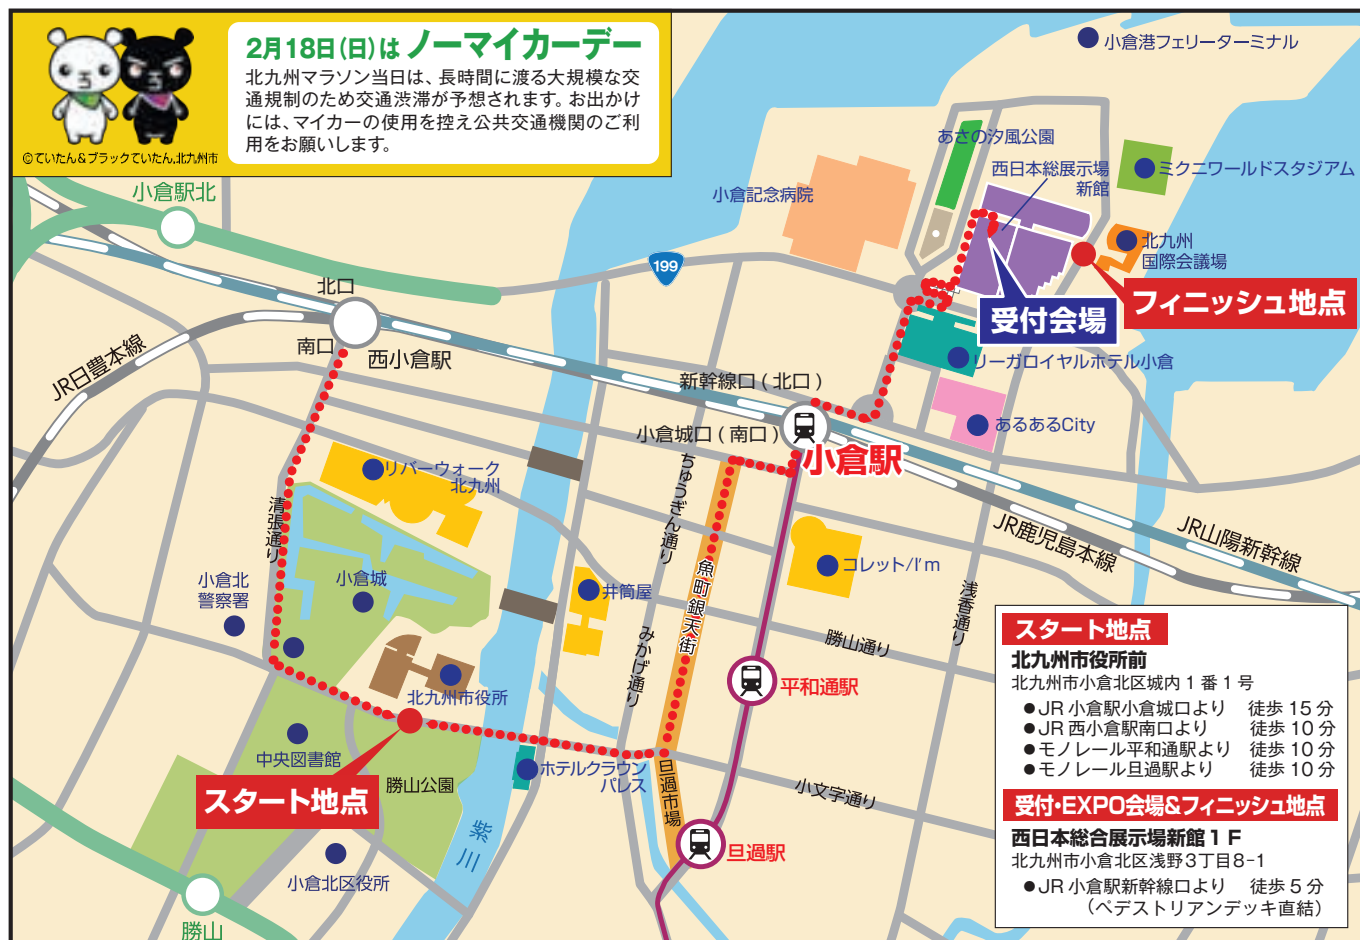 2月18日(日)は ノーマイカーデー
北九州マラソン当日は、長時間に渡る大規模な交
通規制のため交通渋滞が予想されます。お出かけ
には、マイカーの使用を控え公共交通機関のご利
用をお願いします。
©ていたん&ブラックていたん,北九州市
小倉港フェリーターミナル
あさの汐風公園
西日本総展示場
新館
ミクニワールドスタジアム
小倉記念病院
北九州
国際会議場
フィニッシュ地点
受付会場
小倉駅北
199
北口
南口
西小倉駅
JR日豊本線
リーガロイヤルホテル小倉
新幹線口(北口)
小倉城口(南口)
小倉駅
あるあるCity
リバーウォーク
北九州
清張通り
ちゅうぎん通り
魚町銀天街
JR鹿児島本線
JR山陽新幹線
コレット/I'm
小倉北
警察署
小倉城
井筒屋
浅香通り
勝山通り
みかげ通り
平和通駅
北九州市役所
中央図書館
スタート地点
勝山公園
ホテルクラウン
パレス
旦過市場
小文字通り
紫川
旦過駅
小倉北区役所
勝山
スタート地点
北九州市役所前
北九州市小倉北区城内1番1号
●JR小倉駅小倉城口より 徒歩15分
●JR西小倉駅南口より 徒歩10分
●モノレール平和通駅より 徒歩10分
●モノレール旦過駅より 徒歩10分
受付・EXPO会場&フィニッシュ地点
西日本総合展示場新館1F
北九州市小倉北区浅野3丁目8-1
●JR小倉駅新幹線口より 徒歩5分
(ペデストリアンデッキ直結)